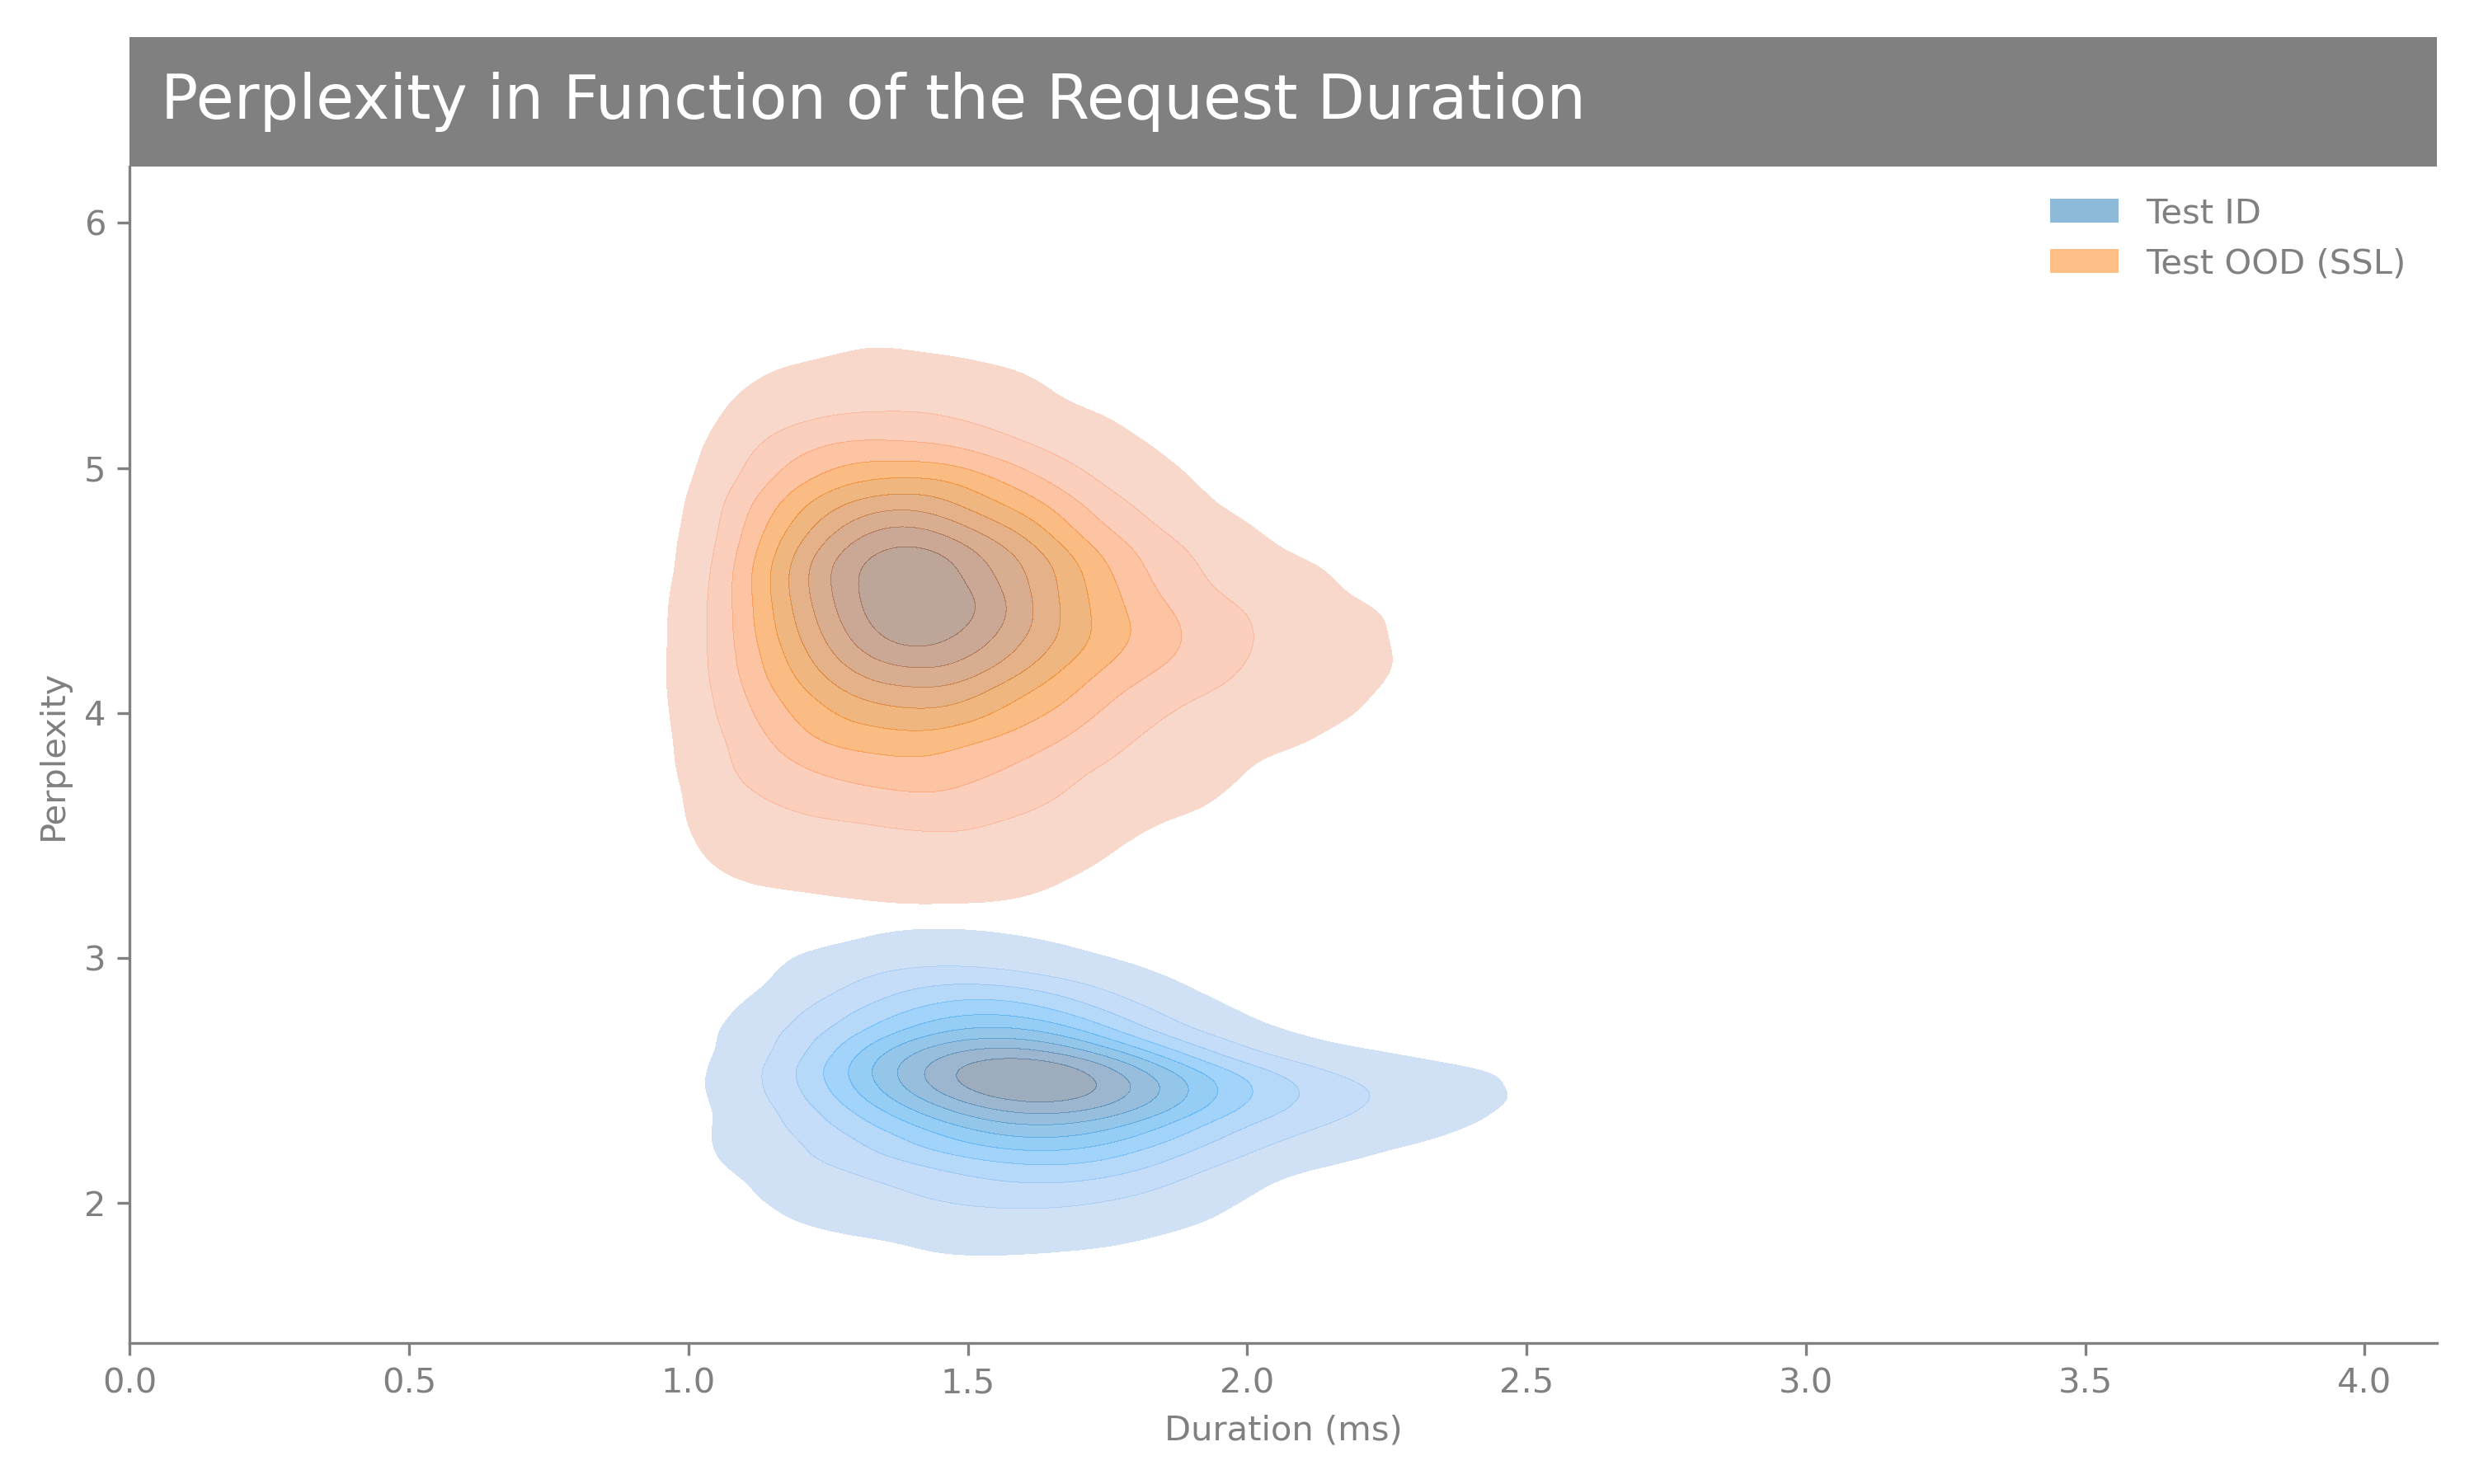 Perplexity in Function of the Request Duration
Test ID
Test OOD (SSL)
Perplexity
6
5
4
3
2
0.0 0.5 1.0 1.5 2.0 2.5 3.0 3.5 4.0
Duration (ms)